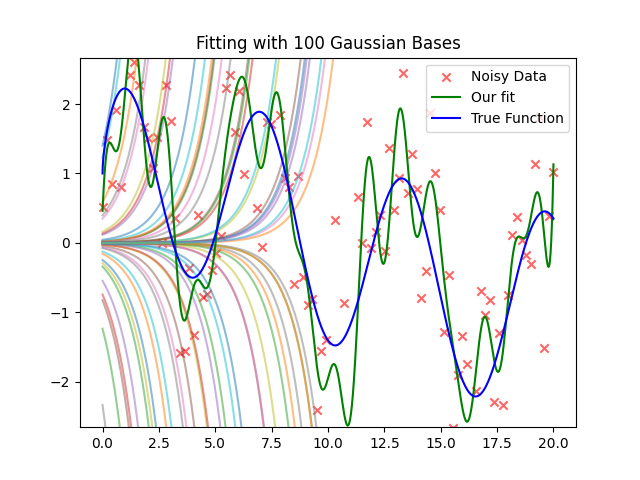 Fitting with 100 Gaussian Bases
Noisy Data
Our fit
True Function
2
1
0
−1
−2
0.0 2.5 5.0 7.5 10.0 12.5 15.0 17.5 20.0